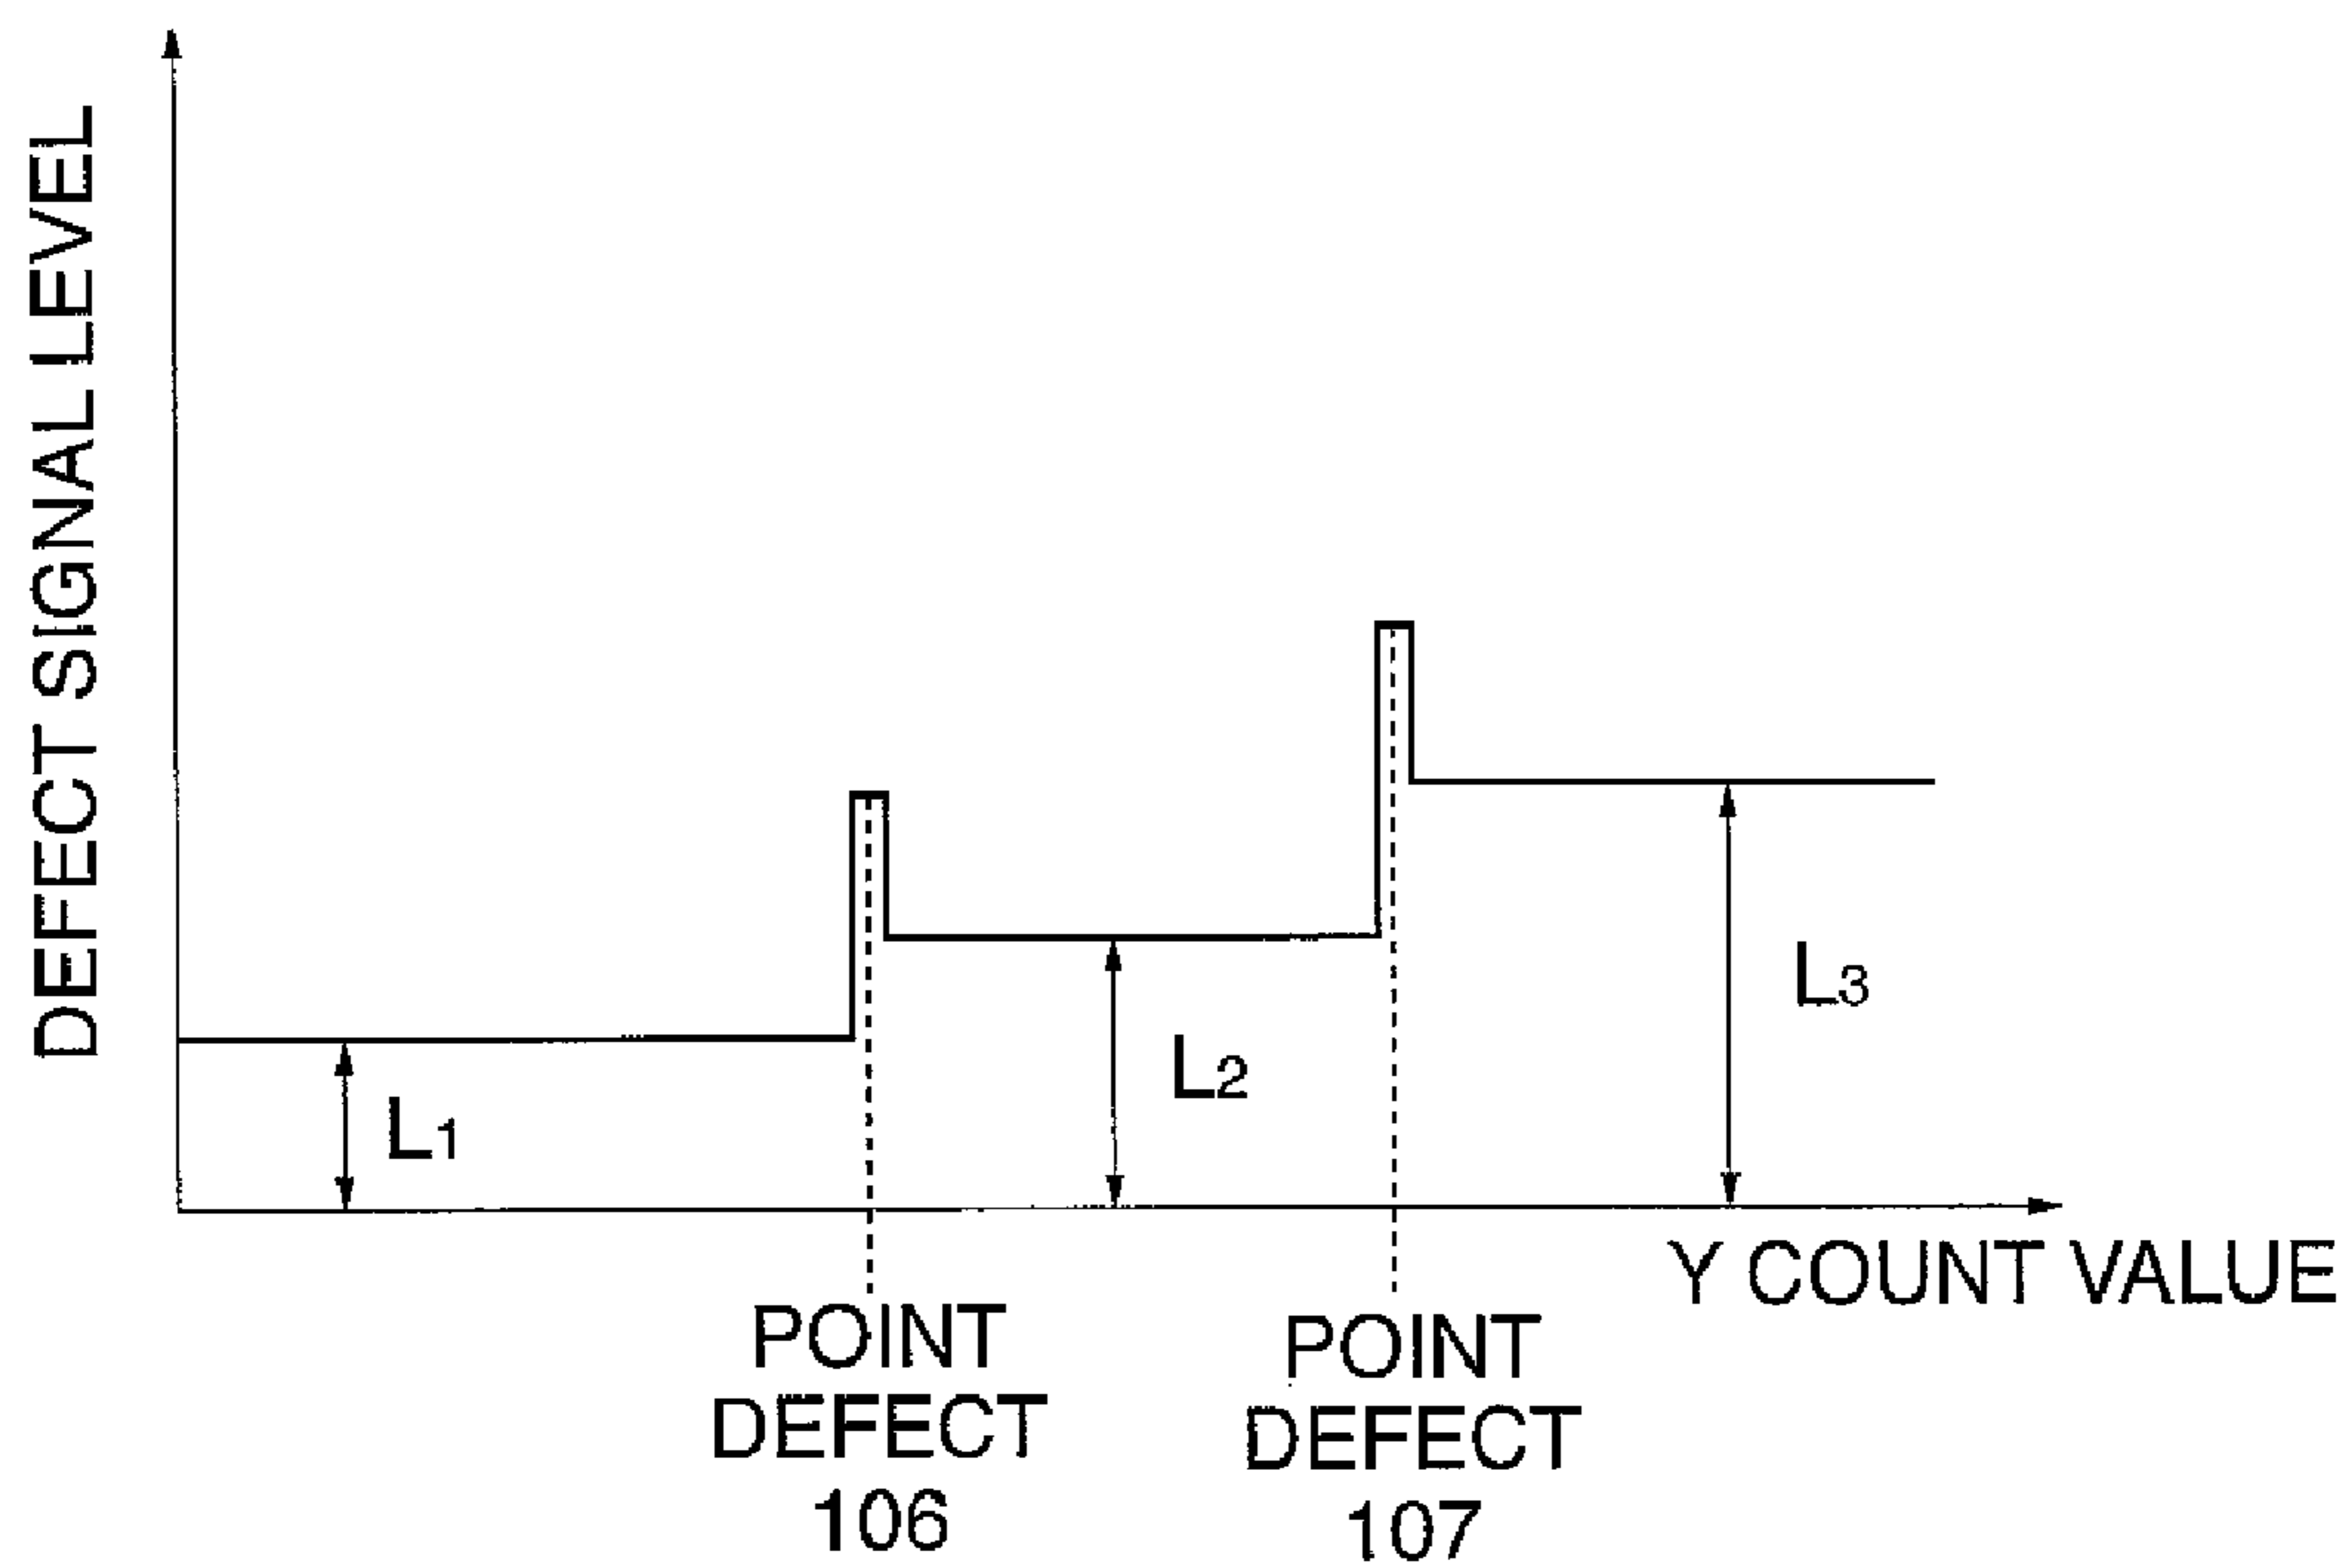 DEFECT SIGNAL LEVEL
L1
L2
L3
Y COUNT VALUE
POINT
DEFECT
106
POINT
DEFECT
107